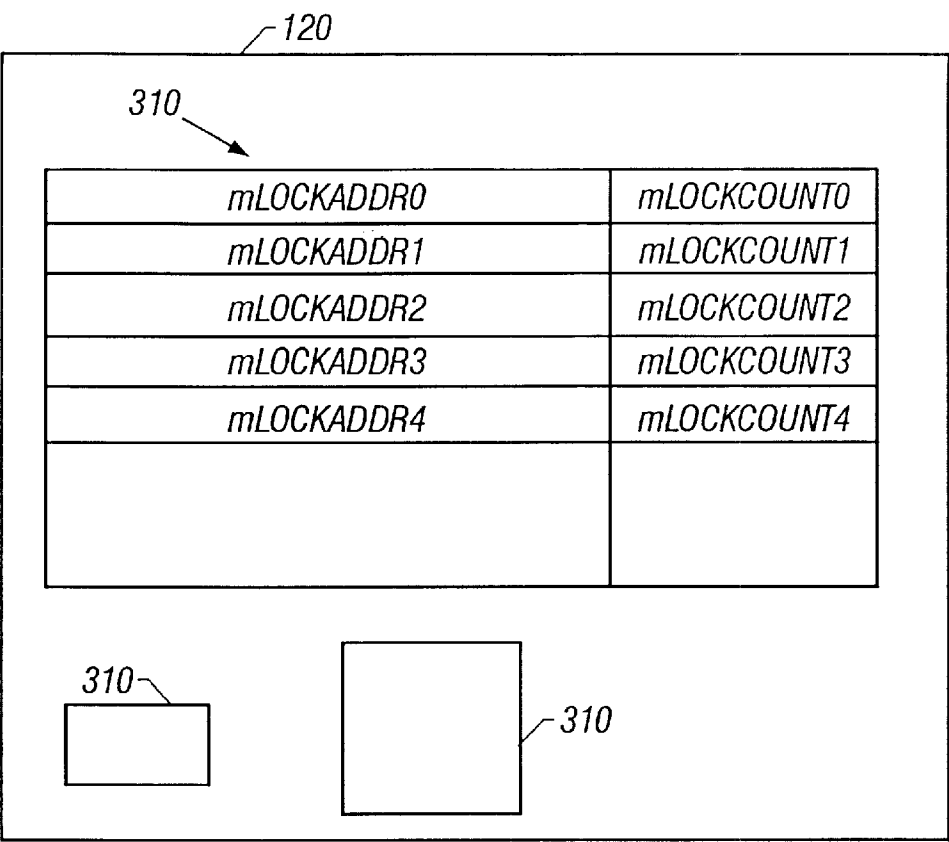 120
310
mLOCKADDR0 mLOCKCOUNT0
mLOCKADDR1 mLOCKCOUNT1
mLOCKADDR2 mLOCKCOUNT2
mLOCKADDR3 mLOCKCOUNT3
mLOCKADDR4 mLOCKCOUNT4
310
310